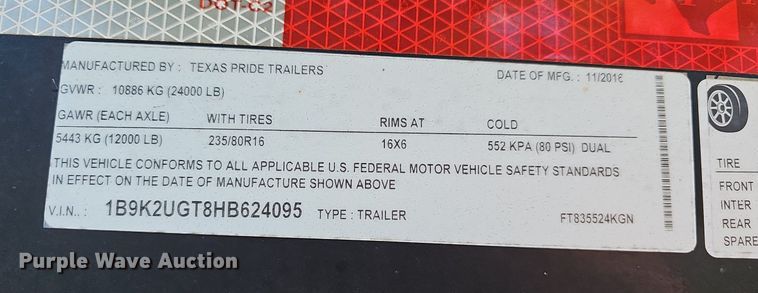 DOT-C2
MANUFACTURED BY : TEXAS PRIDE TRAILERS
DATE OF MFG. : 11/2016
GVWR : 10886 KG (24000 LB)
GAWR (EACH AXLE) WITH TIRES RIMS AT COLD
5443 KG (12000 LB) 235/80R16 16X6 552 KPA (80 PSI) DUAL
THIS VEHICLE CONFORMS TO ALL APPLICABLE U.S. FEDERAL MOTOR VEHICLE SAFETY STANDARDS
IN EFFECT ON THE DATE OF MANUFACTURE SHOWN ABOVE
V.I.N.: 1B9K2UGT8HB624095 TYPE : TRAILER FT835524KGN
TIRE
FRONT
INTER
REAR
SPARE
Purple Wave Auction